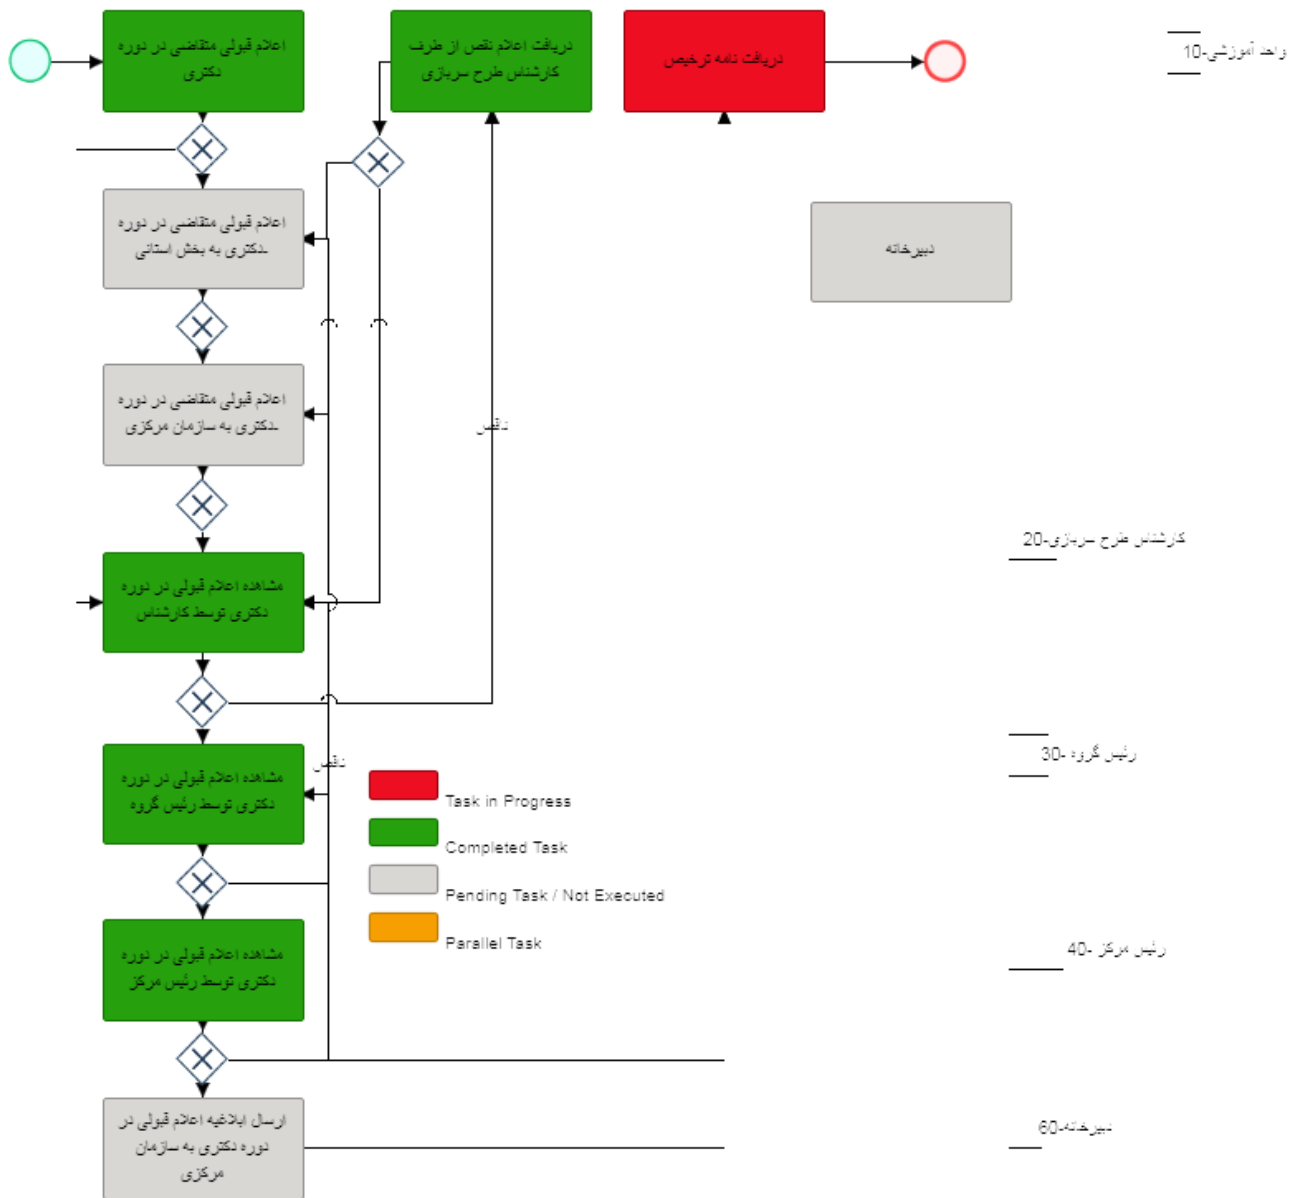 اعلام قبولی متقاضی در دوره
دکتری
دریافت اعلام نقص از طرف
کارشناس طرح سربازی
دریافت نامه ترخیص
واحد آموزشی-10
اعلام قبولی متقاضی در دوره
دکتری به بخش استانی-
دبیرخانه
اعلام قبولی متقاضی در دوره
دکتری به سازمان مرکزی-
ناقص
کارشناس طرح سربازی-20
مشاهده اعلام قبولی در دوره
دکتری توسط کارشناس
مشاهده اعلام قبولی در دوره
دکتری توسط رئیس گروه
ناقص
رئیس گروه -30
Task in Progress
Completed Task
Pending Task / Not Executed
Parallel Task
مشاهده اعلام قبولی در دوره
دکتری توسط رئیس مرکز
رئیس مرکز -40
ارسال ابلاغیه اعلام قبولی در
دوره دکتری به سازمان
مرکزی
دبیرخانه-60